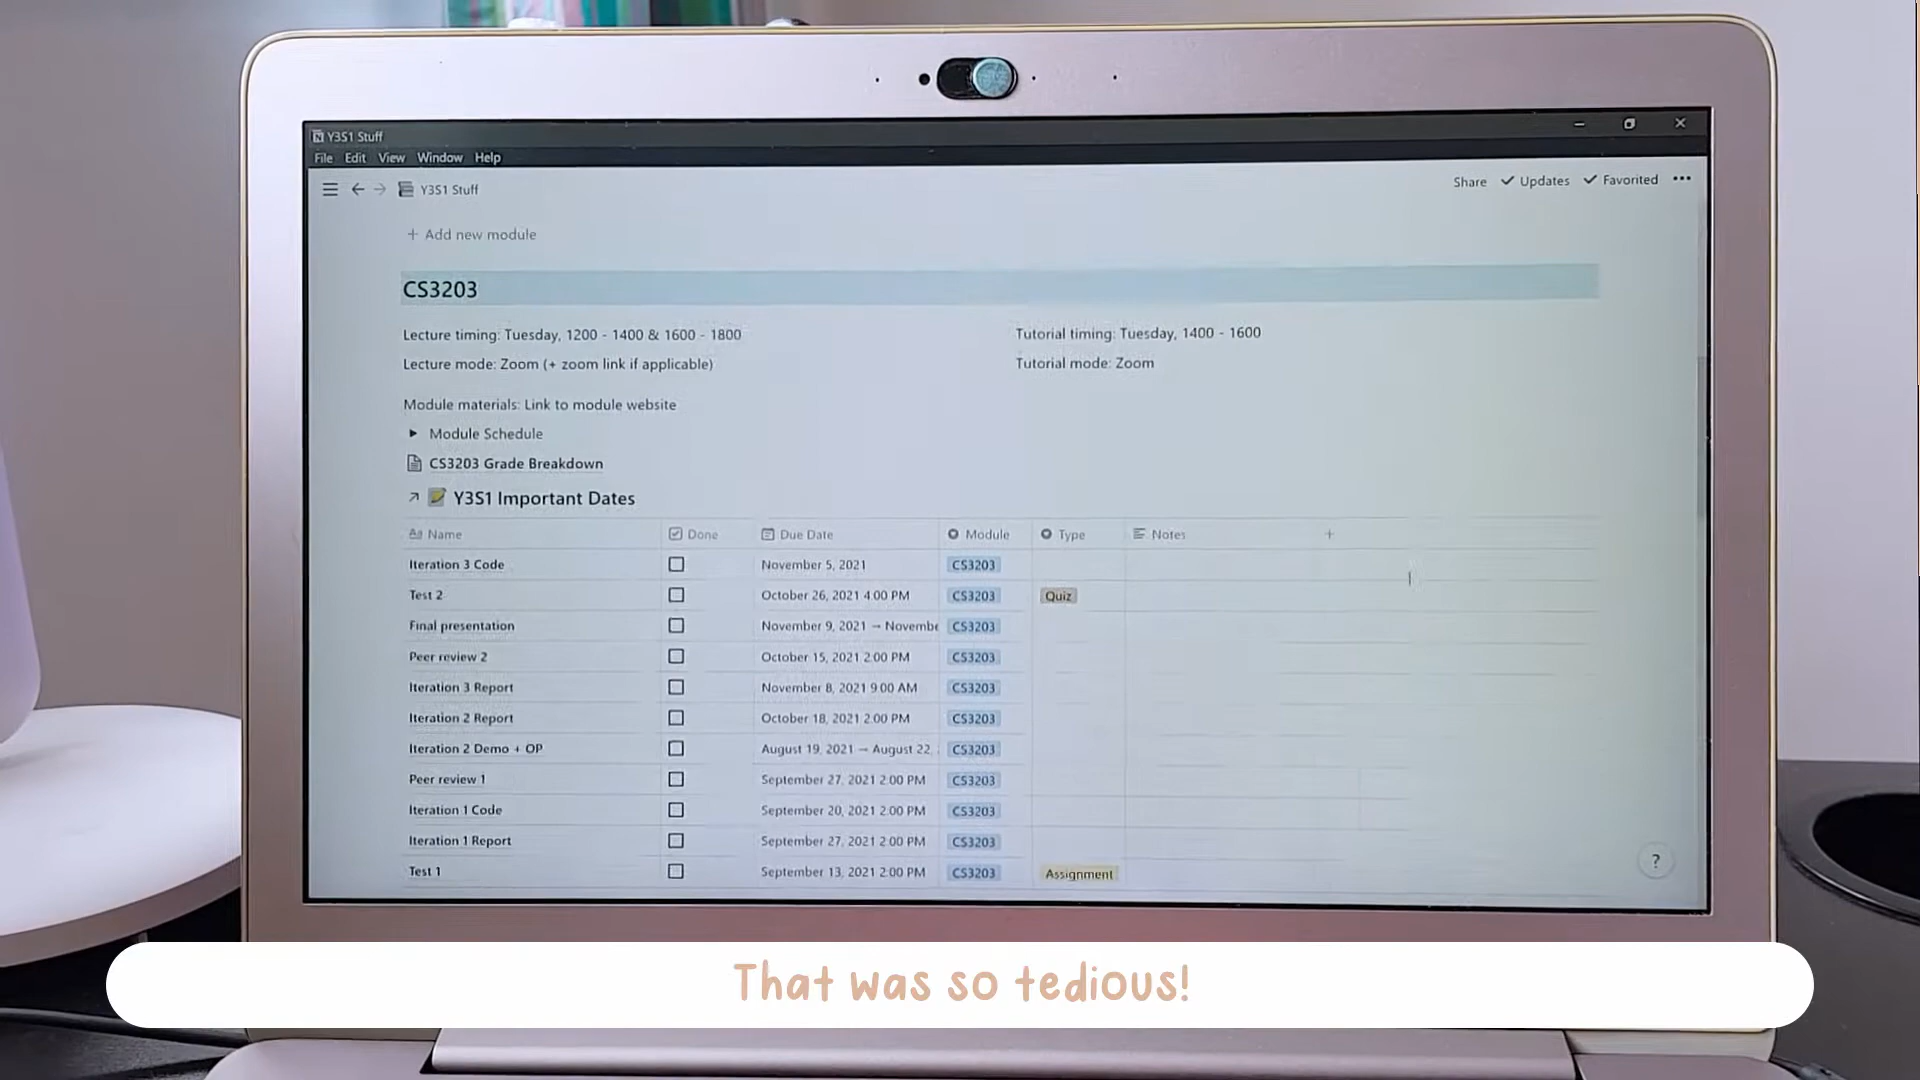 Y3S1 Stuff
File Edit View Window Help
Y3S1 Stuff Share Updates Favorited
+ Add new module
CS3203
Lecture timing: Tuesday, 1200 - 1400 & 1600 - 1800 Tutorial timing: Tuesday, 1400 - 1600
Lecture mode: Zoom (+ zoom link if applicable) Tutorial mode: Zoom
Module materials: Link to module website
Module Schedule
CS3203 Grade Breakdown
Y3S1 Important Dates
Aa Name Done Due Date Module Type Notes +
Iteration 3 Code November 5, 2021 CS3203
Test 2 October 26, 2021 4:00 PM CS3203 Quiz
Final presentation November 9, 2021 → Novembe CS3203
Peer review 2 October 15, 2021 2:00 PM CS3203
Iteration 3 Report November 8, 2021 9:00 AM CS3203
Iteration 2 Report October 18, 2021 2:00 PM CS3203
Iteration 2 Demo + OP August 19, 2021 → August 22, CS3203
Peer review 1 September 27, 2021 2:00 PM CS3203
Iteration 1 Code September 20, 2021 2:00 PM CS3203
Iteration 1 Report September 27, 2021 2:00 PM CS3203
Test 1 September 13, 2021 2:00 PM CS3203 Assignment
?
That was so tedious!